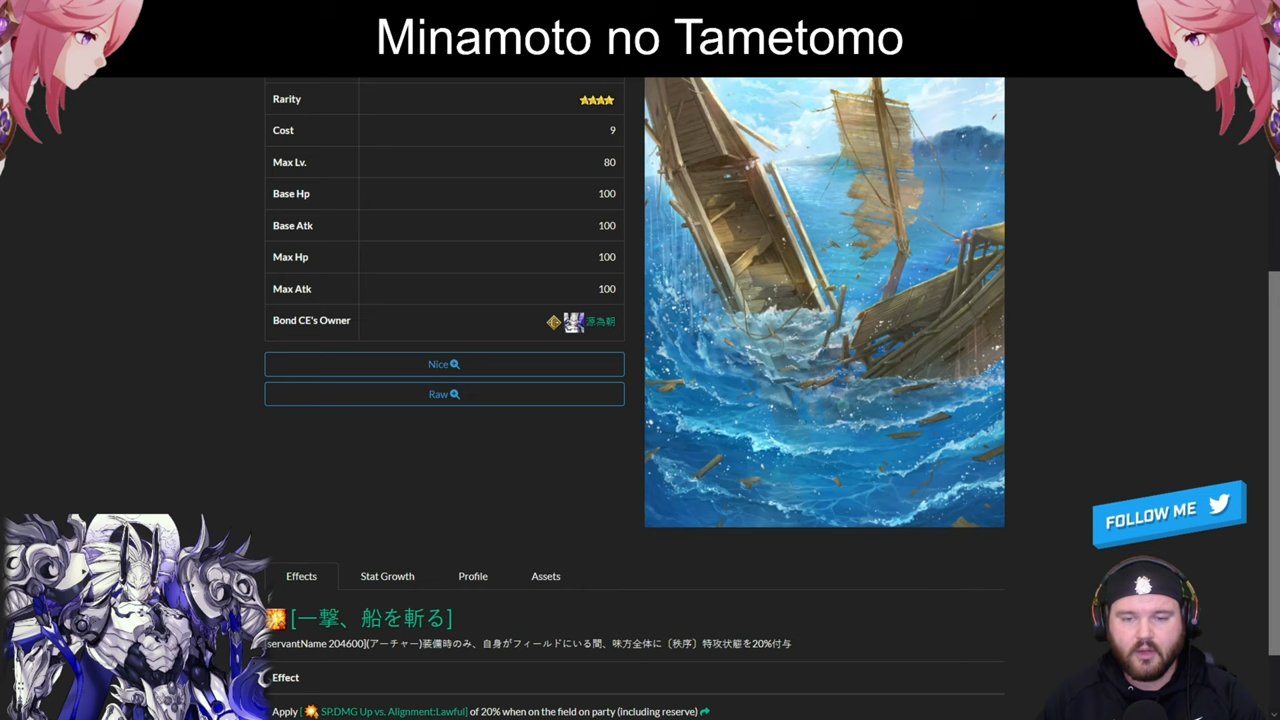 Minamoto no Tametomo
Rarity
Cost 9
Max Lv. 80
Base Hp 100
Base Atk 100
Max Hp 100
Max Atk 100
Bond CE's Owner 源為朝
Nice
Raw
FOLLOW ME
Effects Stat Growth Profile Assets
[一撃、船を斬る]
servantName 204600](アーチャー)装備時のみ、自身がフィールドにいる間、味方全体に〔秩序〕特攻状態を20%付与
Effect
Apply [ SP.DMG Up vs. Alignment:Lawful] of 20% when on the field on party (including reserve)